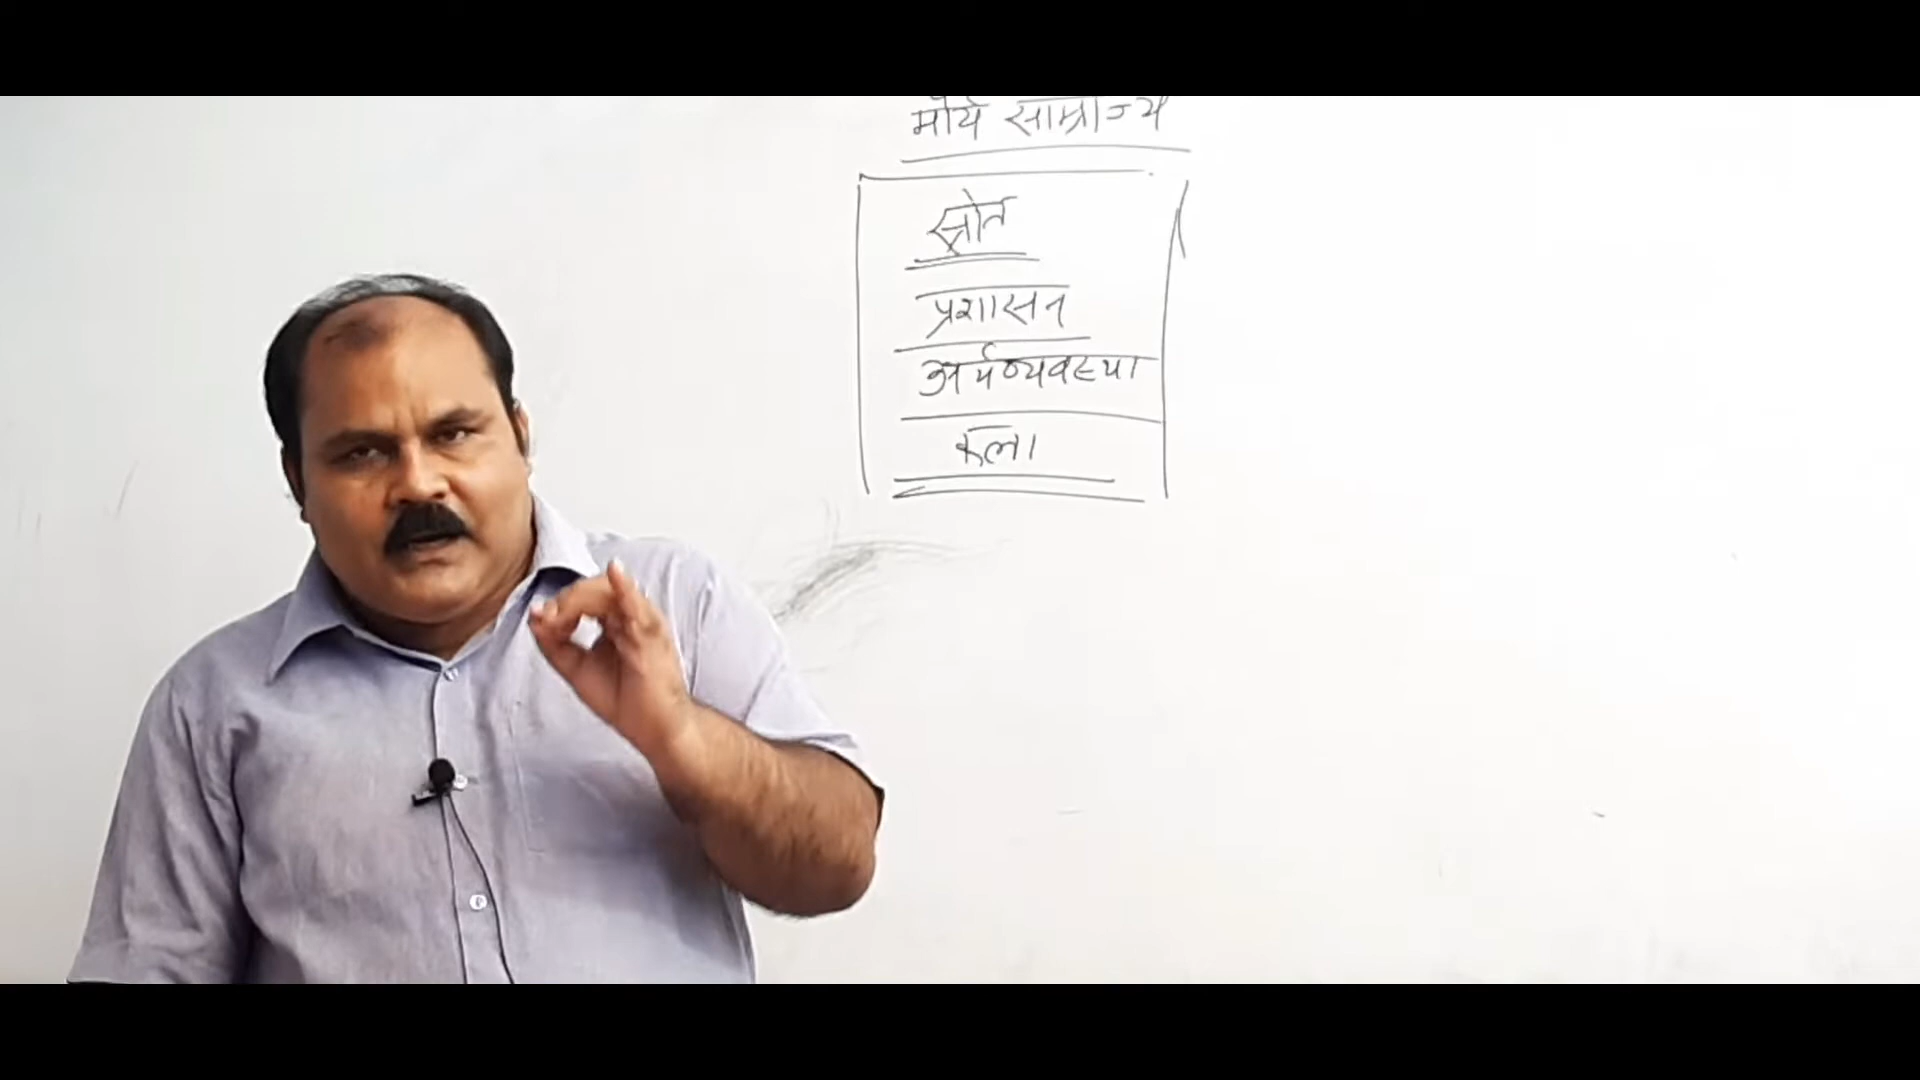 मौर्य साम्राज्य
स्रोत
प्रशासन
अर्थव्यवस्था
कला